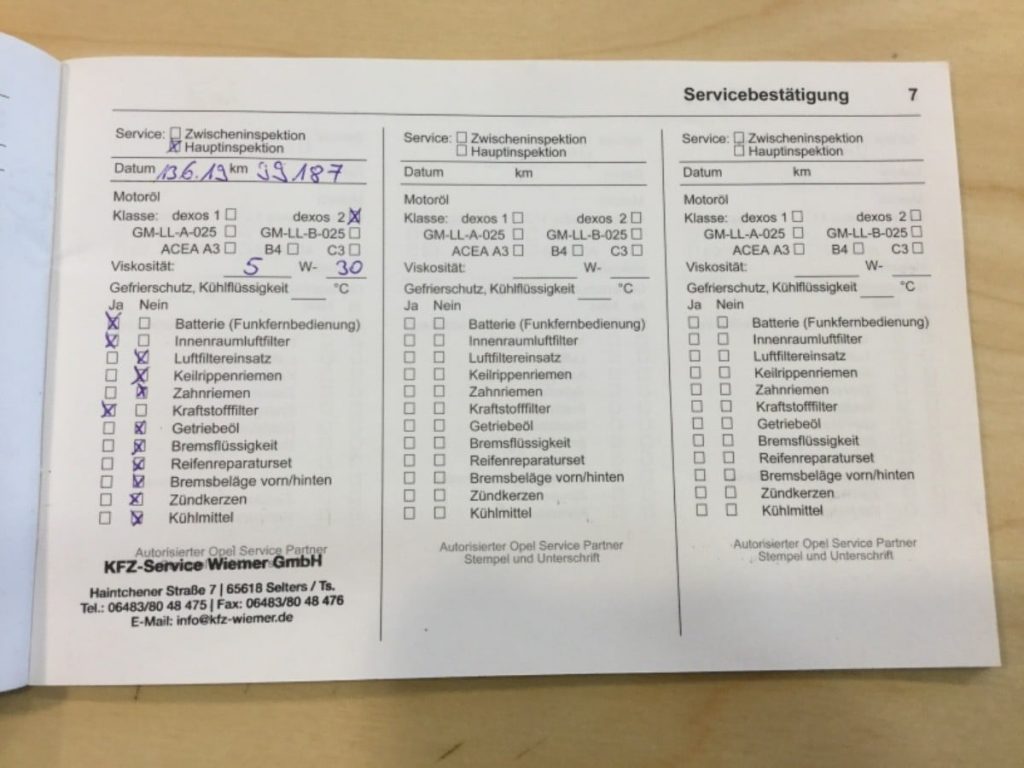 Servicebestätigung 7
Service: ☐ Zwischeninspektion
☒ Hauptinspektion
Datum 13.6.19 km 99187
Motoröl
Klasse: dexos 1 ☐ dexos 2 ☒
GM-LL-A-025 ☐ GM-LL-B-025 ☐
ACEA A3 ☐ B4 ☐ C3 ☐
Viskosität: 5 W- 30
Gefrierschutz, Kühlflüssigkeit ____ °C
Ja Nein
☒ ☐ Batterie (Funkfernbedienung)
☒ ☐ Innenraumluftfilter
☐ ☒ Luftfiltereinsatz
☐ ☒ Keilrippenriemen
☐ ☒ Zahnriemen
☒ ☐ Kraftstofffilter
☐ ☒ Getriebeöl
☐ ☒ Bremsflüssigkeit
☐ ☒ Reifenreparaturset
☐ ☒ Bremsbeläge vorn/hinten
☐ ☒ Zündkerzen
☐ ☒ Kühlmittel
Autorisierter Opel Service Partner
KFZ-Service Wiemer GmbH
Haintchener Straße 7 | 65618 Selters / Ts.
Tel.: 06483/80 48 475 | Fax: 06483/80 48 476
E-Mail: info@kfz-wiemer.de
Service: ☐ Zwischeninspektion
☐ Hauptinspektion
Datum km
Motoröl
Klasse: dexos 1 ☐ dexos 2 ☐
GM-LL-A-025 ☐ GM-LL-B-025 ☐
ACEA A3 ☐ B4 ☐ C3 ☐
Viskosität: ____ W- ____
Gefrierschutz, Kühlflüssigkeit ____ °C
Ja Nein
☐ ☐ Batterie (Funkfernbedienung)
☐ ☐ Innenraumluftfilter
☐ ☐ Luftfiltereinsatz
☐ ☐ Keilrippenriemen
☐ ☐ Zahnriemen
☐ ☐ Kraftstofffilter
☐ ☐ Getriebeöl
☐ ☐ Bremsflüssigkeit
☐ ☐ Reifenreparaturset
☐ ☐ Bremsbeläge vorn/hinten
☐ ☐ Zündkerzen
☐ ☐ Kühlmittel
Autorisierter Opel Service Partner
Stempel und Unterschrift
Service: ☐ Zwischeninspektion
☐ Hauptinspektion
Datum km
Motoröl
Klasse: dexos 1 ☐ dexos 2 ☐
GM-LL-A-025 ☐ GM-LL-B-025 ☐
ACEA A3 ☐ B4 ☐ C3 ☐
Viskosität: ____ W- ____
Gefrierschutz, Kühlflüssigkeit ____ °C
Ja Nein
☐ ☐ Batterie (Funkfernbedienung)
☐ ☐ Innenraumluftfilter
☐ ☐ Luftfiltereinsatz
☐ ☐ Keilrippenriemen
☐ ☐ Zahnriemen
☐ ☐ Kraftstofffilter
☐ ☐ Getriebeöl
☐ ☐ Bremsflüssigkeit
☐ ☐ Reifenreparaturset
☐ ☐ Bremsbeläge vorn/hinten
☐ ☐ Zündkerzen
☐ ☐ Kühlmittel
Autorisierter Opel Service Partner
Stempel und Unterschrift